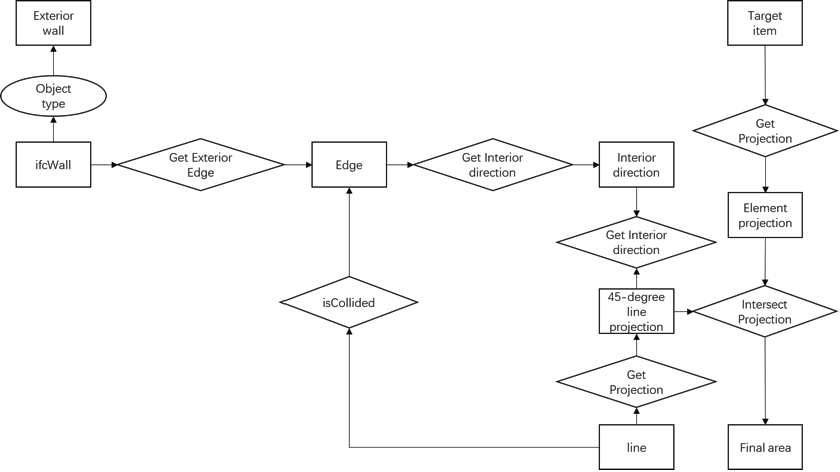 Exterior
wall
Target
item
Object
type
Get
Projection
ifcWall
Get Exterior
Edge
Edge
Get Interior
direction
Interior
direction
Element
projection
Get Interior
direction
isCollided
45-degree
line
projection
Intersect
Projection
Get
Projection
line
Final area